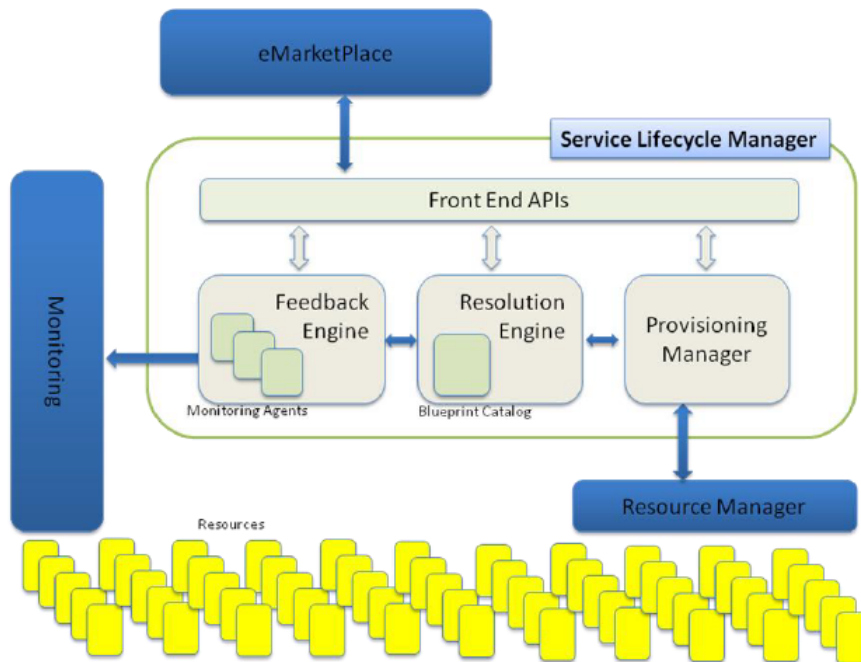 eMarketPlace
Service Lifecycle Manager
Front End APIs
Monitoring
Feedback
Engine
Resolution
Engine
Provisioning
Manager
Monitoring Agents
Blueprint Catalog
Resource Manager
Resources